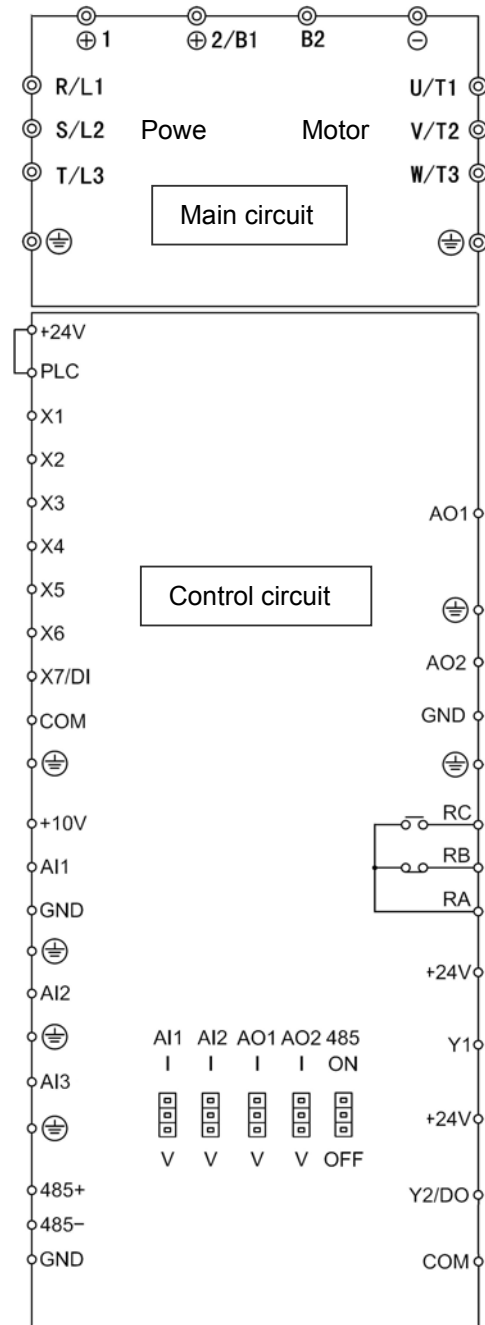 ⊕ 1 ⊕ 2/B1 B2 ⊖
R/L1 U/T1
S/L2 Powe Motor V/T2
T/L3 W/T3
Main circuit
+24V
PLC
X1
X2
X3
AO1
X4
X5
Control circuit
X6
AO2
X7/DI
GND
COM
RC
+10V
RB
AI1
RA
GND
+24V
AI2
AI1 AI2 AO1 AO2 485
Y1
I I I I ON
AI3
+24V
V V V V OFF
485+
Y2/DO
485−
GND
COM